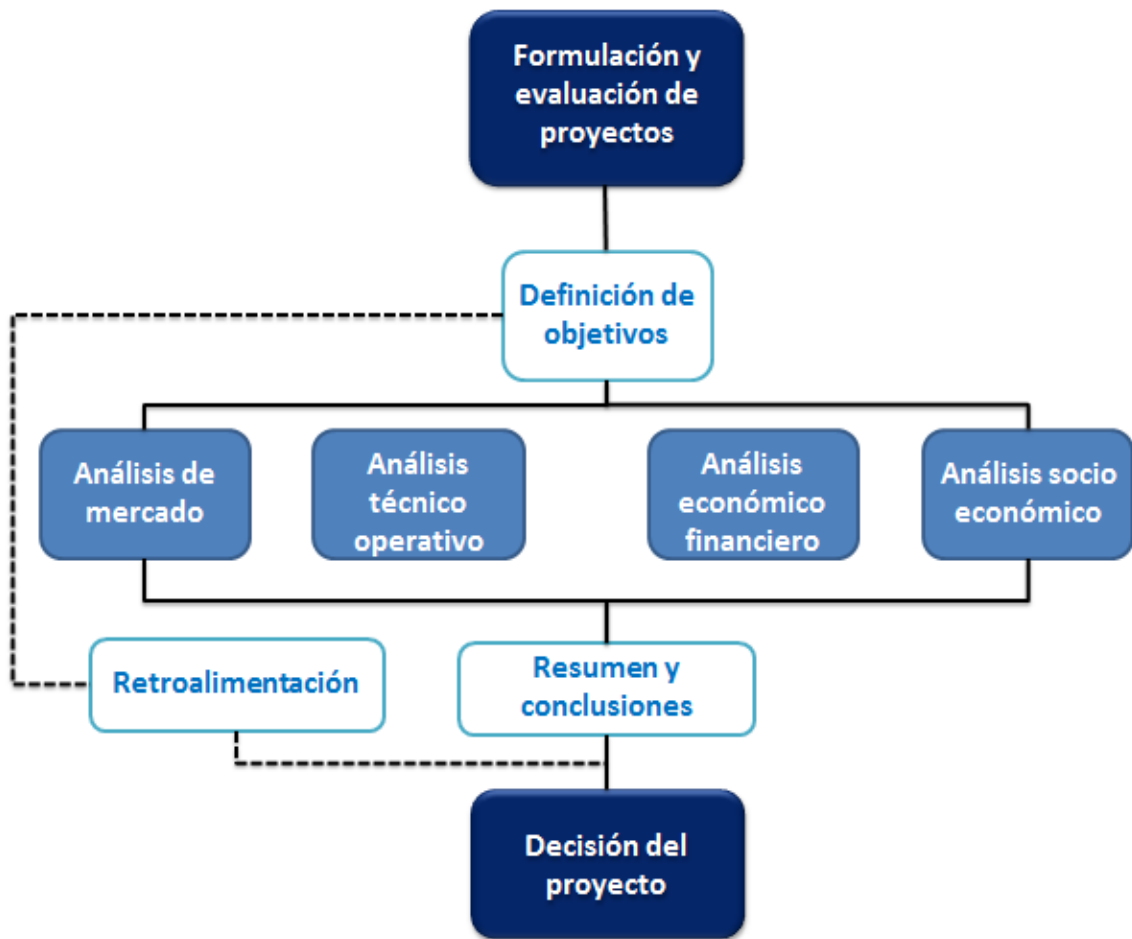 Formulación y
evaluación de
proyectos
Definición de
objetivos
Análisis de
mercado
Análisis
técnico
operativo
Análisis
económico
financiero
Análisis socio
económico
Retroalimentación
Resumen y
conclusiones
Decisión del
proyecto